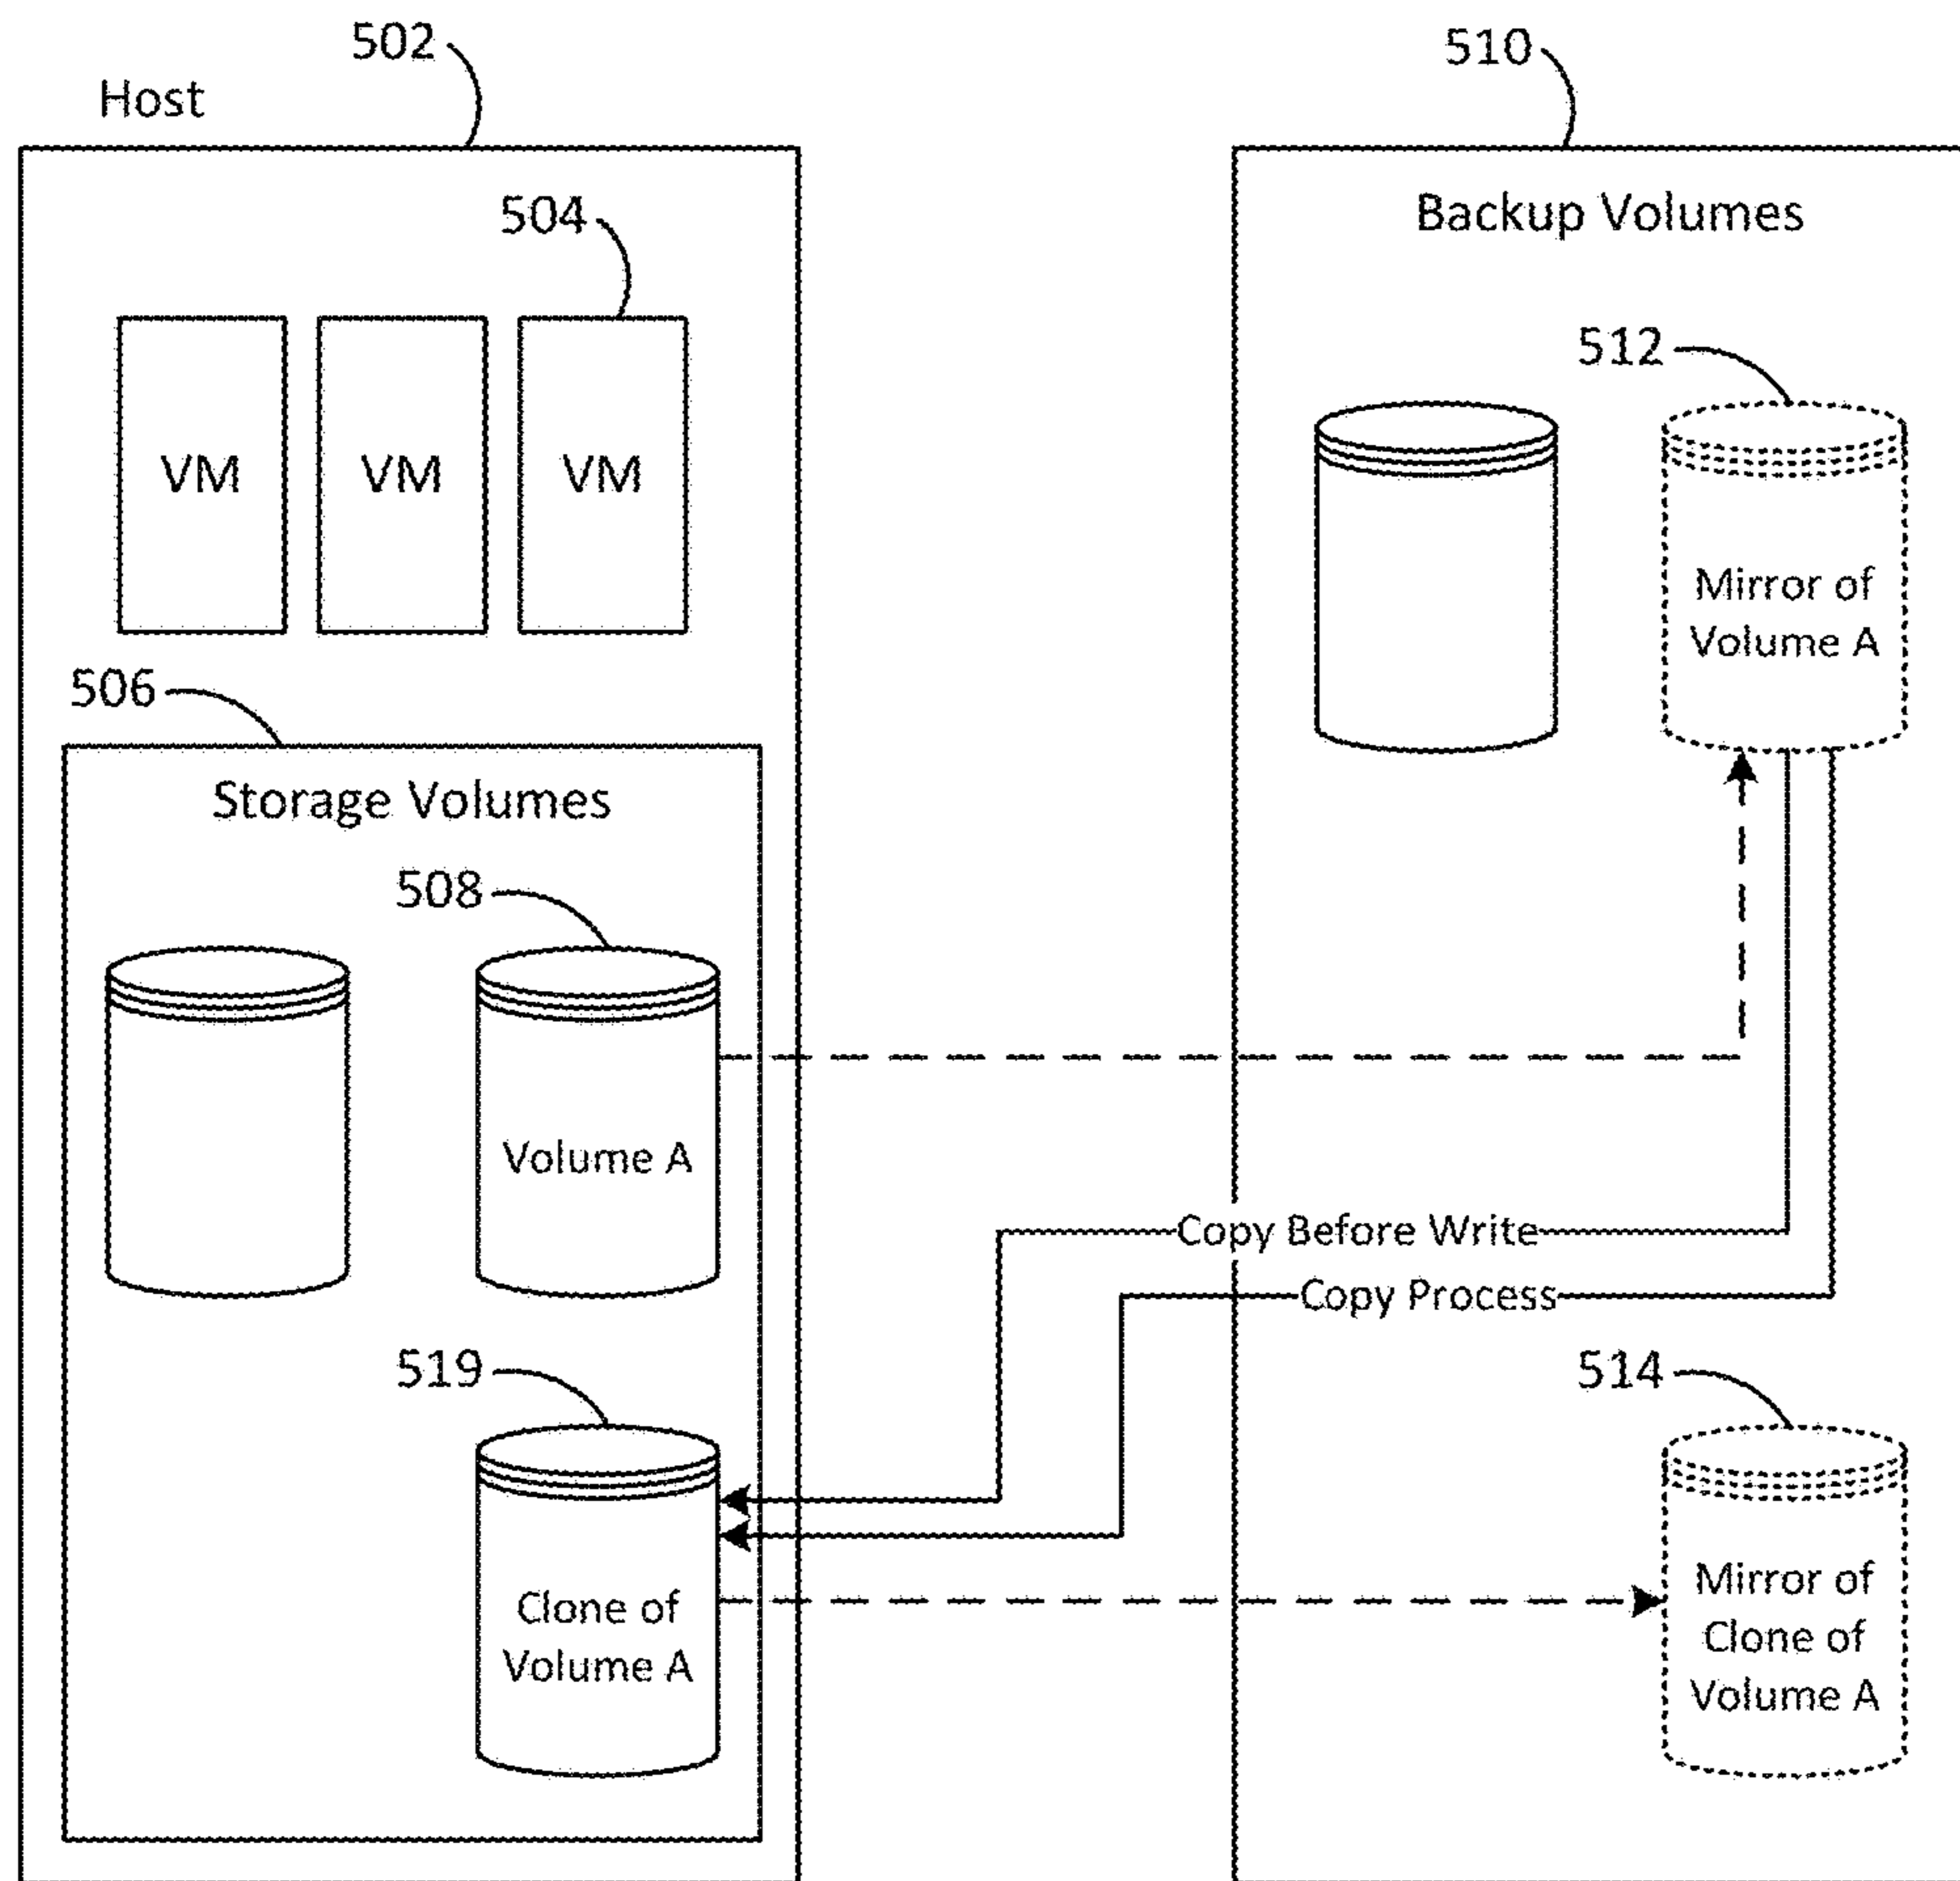 502
Host
504
VM
VM
VM
506
Storage Volumes
508
Volume A
519
Clone of
Volume A
510
Backup Volumes
512
Mirror of
Volume A
Copy Before Write
Copy Process
514
Mirror of
Clone of
Volume A